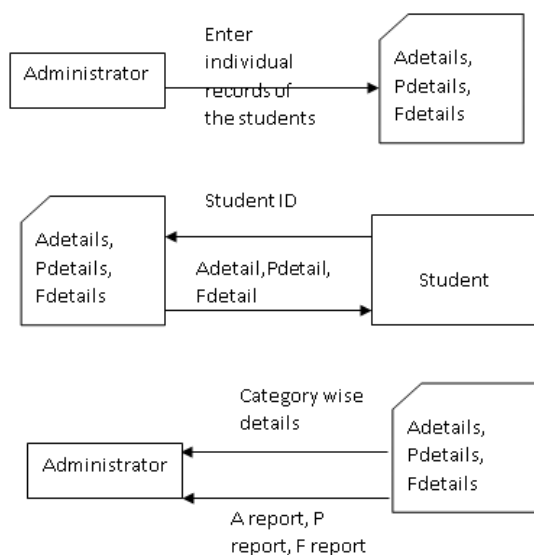 Enter
individual
records of
the students
Administrator
Adetails,
Pdetails,
Fdetails
Student ID
Adetails,
Pdetails,
Fdetails
Adetail,Pdetail,
Fdetail
Student
Category wise
details
Administrator
Adetails,
Pdetails,
Fdetails
A report, P
report, F report